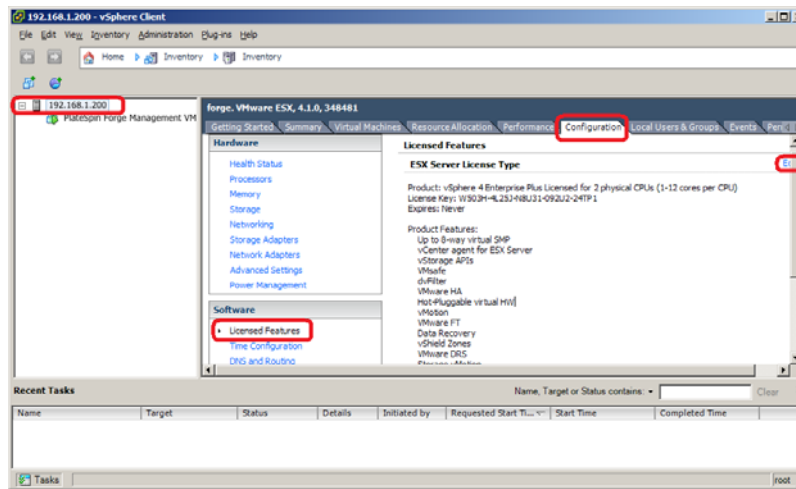 192.168.1.200 - vSphere Client
File Edit View Inventory Administration Plug-ins Help
Home Inventory Inventory
192.168.1.200
PlateSpin Forge Management VM
forge. VMware ESX, 4.1.0, 348481
Getting Started Summary Virtual Machines Resource Allocation Performance Configuration Local Users & Groups Events
Hardware
Health Status
Processors
Memory
Storage
Networking
Storage Adapters
Network Adapters
Advanced Settings
Power Management
Software
Licensed Features
Time Configuration
DNS and Routing
Licensed Features
ESX Server License Type
Product: vSphere 4 Enterprise Plus Licensed for 2 physical CPUs (1-12 cores per CPU)
License Key:
Expires: Never
Product Features:
Up to 8-way virtual SMP
vCenter agent for ESX Server
vStorage APIs
VMsafe
dvFilter
VMware HA
Hot-Pluggable virtual HW
vMotion
VMware FT
Data Recovery
vShield Zones
VMware DRS
Storage vMotion
Recent Tasks
Name, Target or Status contains: Clear
Name Target Status Details Initiated by Requested Start Ti... Start Time Completed Time
Tasks root